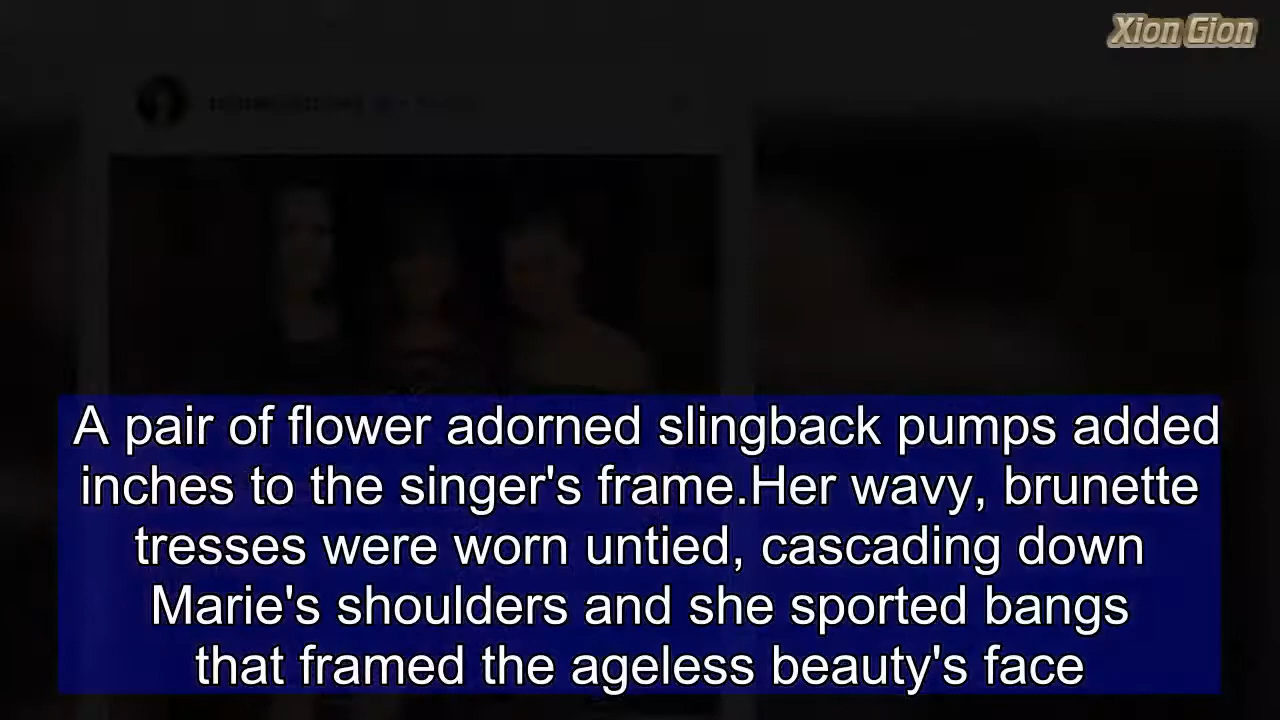 Xion Gion
A pair of flower adorned slingback pumps added
inches to the singer's frame.Her wavy, brunette
tresses were worn untied, cascading down
Marie's shoulders and she sported bangs
that framed the ageless beauty's face